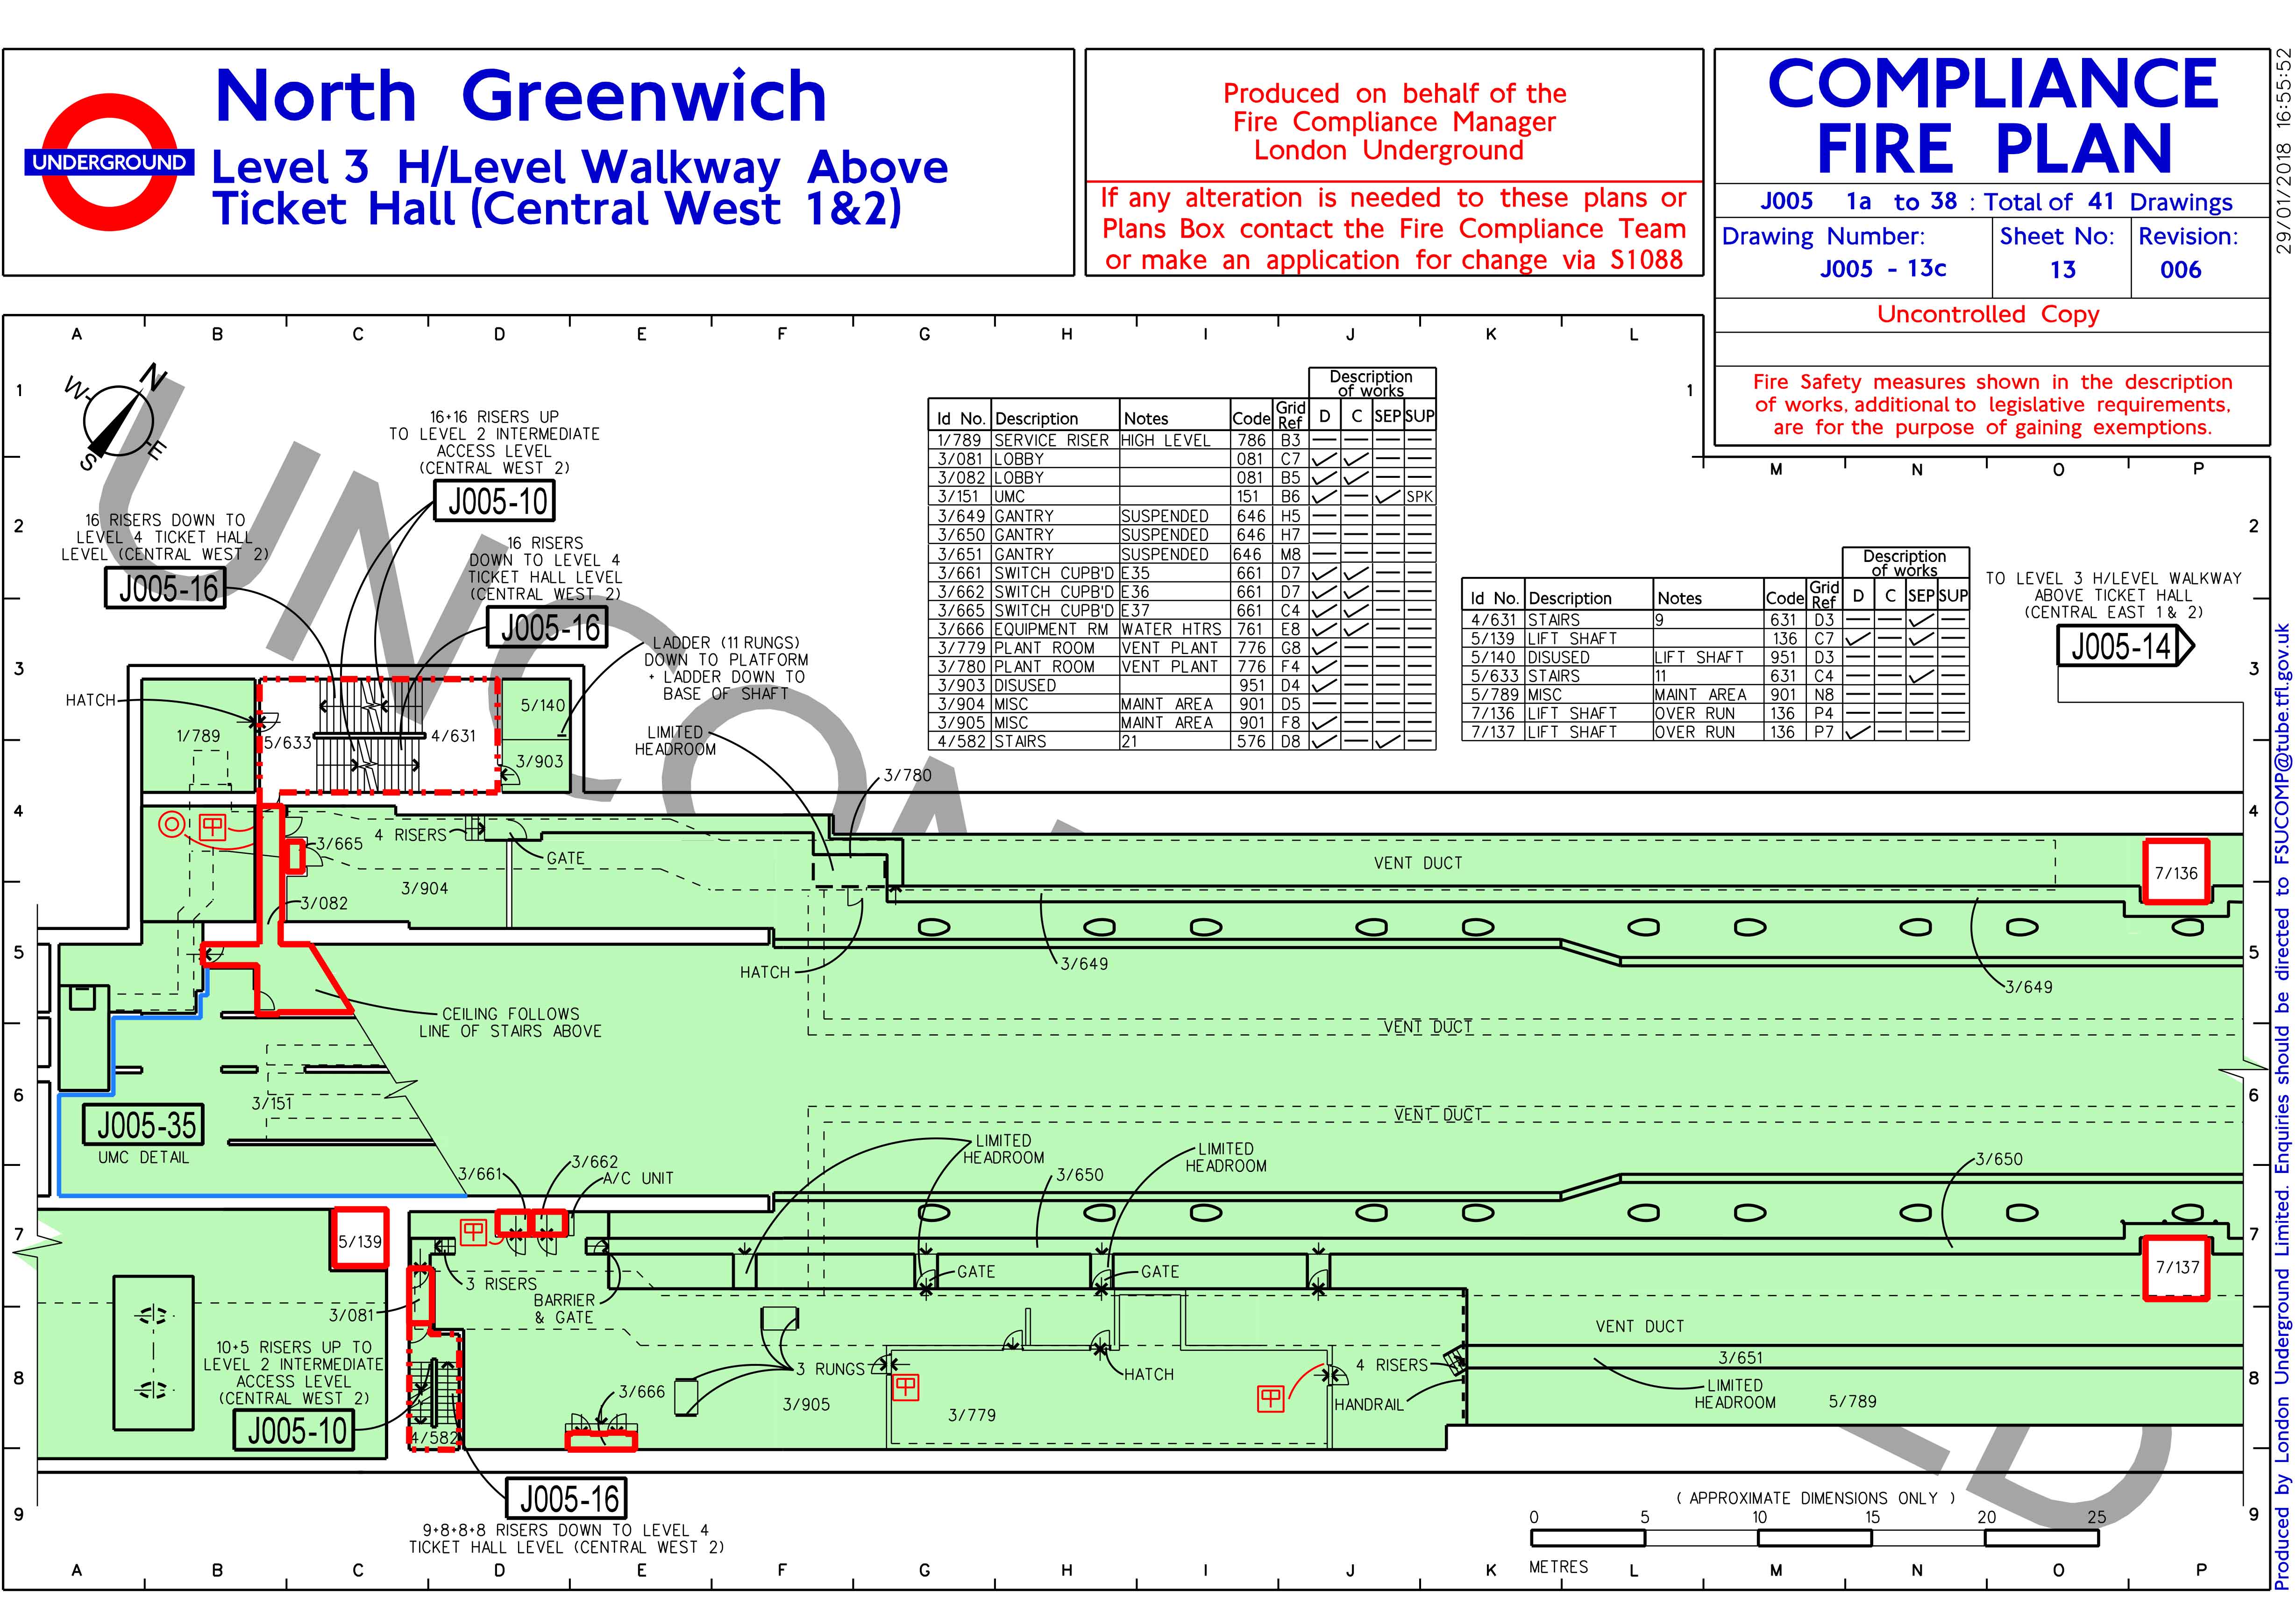 UNDERGROUND
North Greenwich
Level 3 H/Level Walkway Above
Ticket Hall (Central West 1&2)
Produced on behalf of the
Fire Compliance Manager
London Underground
If any alteration is needed to these plans or
Plans Box contact the Fire Compliance Team
or make an application for change via S1088
COMPLIANCE
FIRE PLAN
J005 1a to 38 : Total of 41 Drawings
Drawing Number: Sheet No: Revision:
J005 - 13c 13 006
Uncontrolled Copy
Fire Safety measures shown in the description
of works, additional to legislative requirements,
are for the purpose of gaining exemptions.
29/01/2018 16:55:52
A B C D E F G H I J K L
M N O P
1
1
2
2
3
3
4
4
5
5
6
6
7
7
8
8
9
9
A B C D E F G H I J K L M N O P
N
W
E
S
16+16 RISERS UP
TO LEVEL 2 INTERMEDIATE
ACCESS LEVEL
(CENTRAL WEST 2)
J005-10
16 RISERS DOWN TO
LEVEL 4 TICKET HALL
LEVEL (CENTRAL WEST 2)
J005-16
16 RISERS
DOWN TO LEVEL 4
TICKET HALL LEVEL
(CENTRAL WEST 2)
J005-16
LADDER (11 RUNGS)
DOWN TO PLATFORM
+ LADDER DOWN TO
BASE OF SHAFT
Description
of works
Id No. Description Notes Code Grid Ref D C SEP SUP
1/789 SERVICE RISER HIGH LEVEL 786 B3 — — — —
3/081 LOBBY 081 C7 ✓ ✓ — —
3/082 LOBBY 081 B5 ✓ ✓ — —
3/151 UMC 151 B6 ✓ — ✓ SPK
3/649 GANTRY SUSPENDED 646 H5 — — — —
3/650 GANTRY SUSPENDED 646 H7 — — — —
3/651 GANTRY SUSPENDED 646 M8 — — — —
3/661 SWITCH CUPB'D E35 661 D7 ✓ ✓ — —
3/662 SWITCH CUPB'D E36 661 D7 ✓ ✓ — —
3/665 SWITCH CUPB'D E37 661 C4 ✓ ✓ — —
3/666 EQUIPMENT RM WATER HTRS 761 E8 ✓ ✓ — —
3/779 PLANT ROOM VENT PLANT 776 G8 ✓ — — —
3/780 PLANT ROOM VENT PLANT 776 F4 ✓ — — —
3/903 DISUSED 951 D4 ✓ — — —
3/904 MISC MAINT AREA 901 D5 — — — —
3/905 MISC MAINT AREA 901 F8 ✓ — — —
4/582 STAIRS 21 576 D8 ✓ — ✓ —
Description
of works
Id No. Description Notes Code Grid Ref D C SEP SUP
4/631 STAIRS 9 631 D3 — — ✓ —
5/139 LIFT SHAFT 136 C7 ✓ — ✓ —
5/140 DISUSED LIFT SHAFT 951 D3 — — — —
5/633 STAIRS 11 631 C4 — — ✓ —
5/789 MISC MAINT AREA 901 N8 — — — —
7/136 LIFT SHAFT OVER RUN 136 P4 — — — —
7/137 LIFT SHAFT OVER RUN 136 P7 ✓ — — —
TO LEVEL 3 H/LEVEL WALKWAY
ABOVE TICKET HALL
(CENTRAL EAST 1 & 2)
J005-14
HATCH
1/789
5/633
4/631
5/140
3/903
LIMITED
HEADROOM
3/780
3/665
4 RISERS
GATE
3/904
3/082
VENT DUCT
7/136
HATCH
3/649
3/649
CEILING FOLLOWS
LINE OF STAIRS ABOVE
VENT DUCT
3/151
J005-35
UMC DETAIL
VENT DUCT
LIMITED
HEADROOM
LIMITED
HEADROOM
3/661
3/662
A/C UNIT
3/650
3/650
5/139
3 RISERS
BARRIER
& GATE
GATE
GATE
7/137
3/081
10+5 RISERS UP TO
LEVEL 2 INTERMEDIATE
ACCESS LEVEL
(CENTRAL WEST 2)
J005-10
4/582
3/666
3 RUNGS
3/905
3/779
HATCH
4 RISERS
HANDRAIL
VENT DUCT
3/651
LIMITED
HEADROOM
5/789
J005-16
9+8+8+8 RISERS DOWN TO LEVEL 4
TICKET HALL LEVEL (CENTRAL WEST 2)
( APPROXIMATE DIMENSIONS ONLY )
0 5 10 15 20 25
METRES
Produced by London Underground Limited. Enquiries should be directed to FSUCOMP@tube.tfl.gov.uk